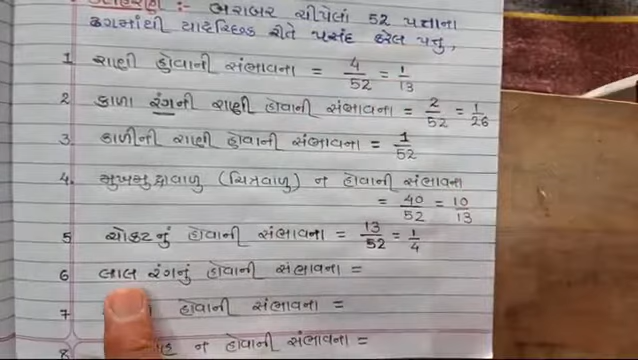 ઉદાહરણ :- બરાબર ચીપેલાં 52 પત્તાના
ઢગમાંથી યાદચ્છિક રીતે પસંદ કરેલ પત્તુ,
1 રાણી હોવાની સંભાવના = 4/52 = 1/13
2 કાળા રંગની રાણી હોવાની સંભાવના = 2/52 = 1/26
3 કાળીની રાણી હોવાની સંભાવના = 1/52
4. મુખમુદ્રાવાળુ (ચિત્રવાળુ) ન હોવાની સંભાવના
= 40/52 = 10/13
5 ચોકટનું હોવાની સંભાવના = 13/52 = 1/4
6 લાલ રંગનું હોવાની સંભાવના =
7 હોવાની સંભાવના =
8 ન હોવાની સંભાવના =